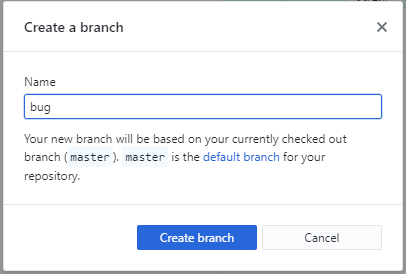 Create a branch
Name
bug
Your new branch will be based on your currently checked out
branch (master). master is the default branch for your
repository.
Create branch
Cancel